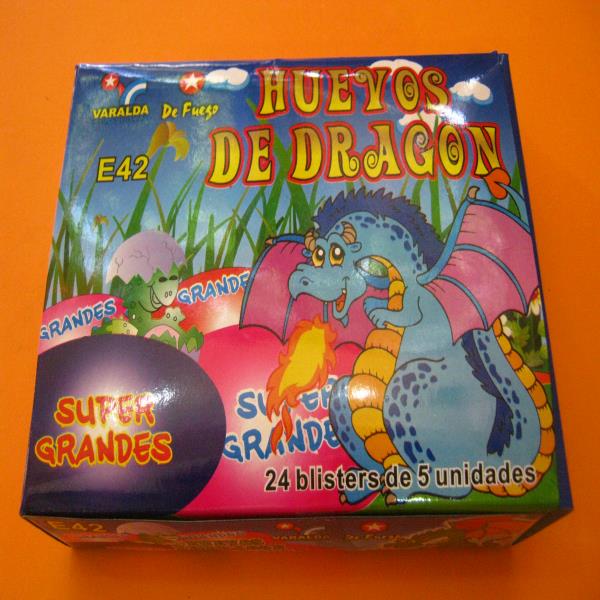 HUEVOS
DE DRAGON
VARALDA
De Fuego
E42
GRANDES
GRANDES
SUPER
GRANDES
SUPER
GRANDE
24 blisters de 5 unidades
E42
VARALDA
De Fuego